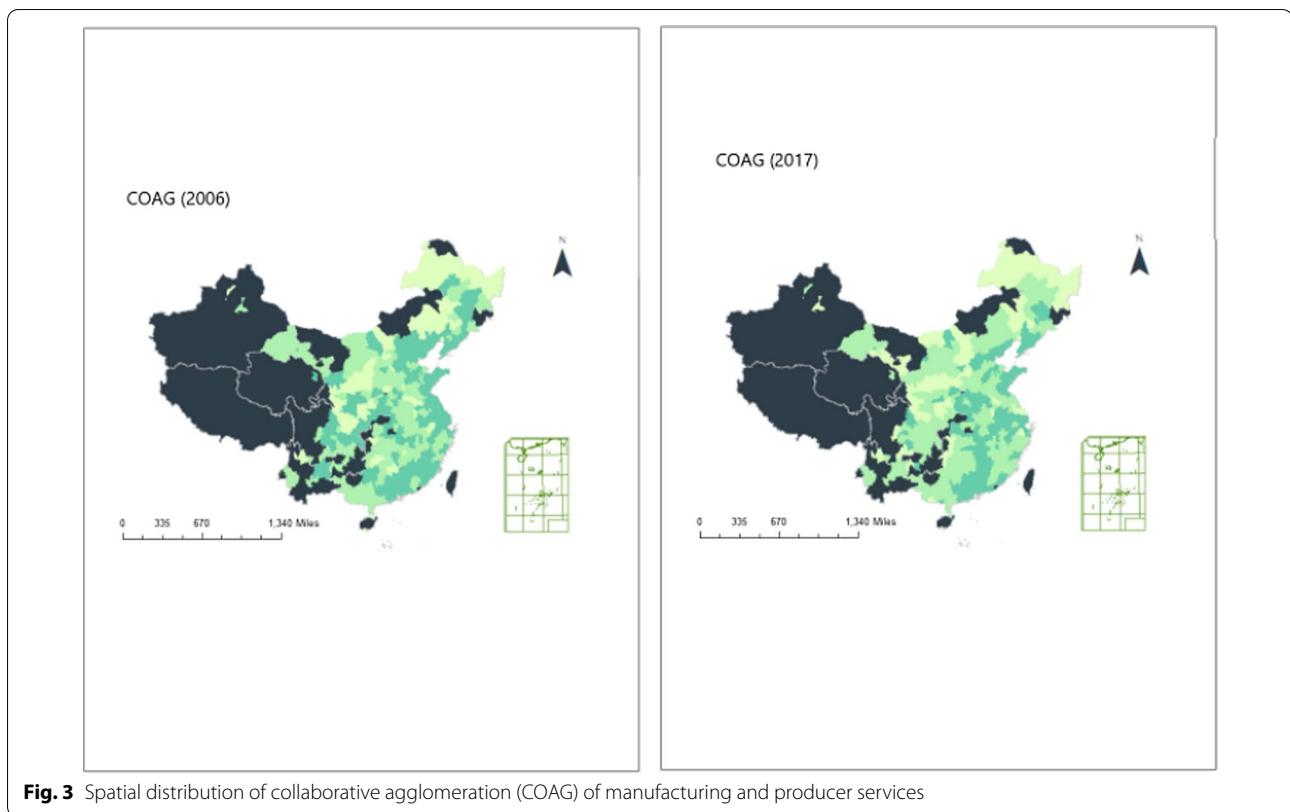 COAG (2006)
N
0 335 670 1,340 Miles
COAG (2017)
N
0 335 670 1,340 Miles
Fig. 3 Spatial distribution of collaborative agglomeration (COAG) of manufacturing and producer services